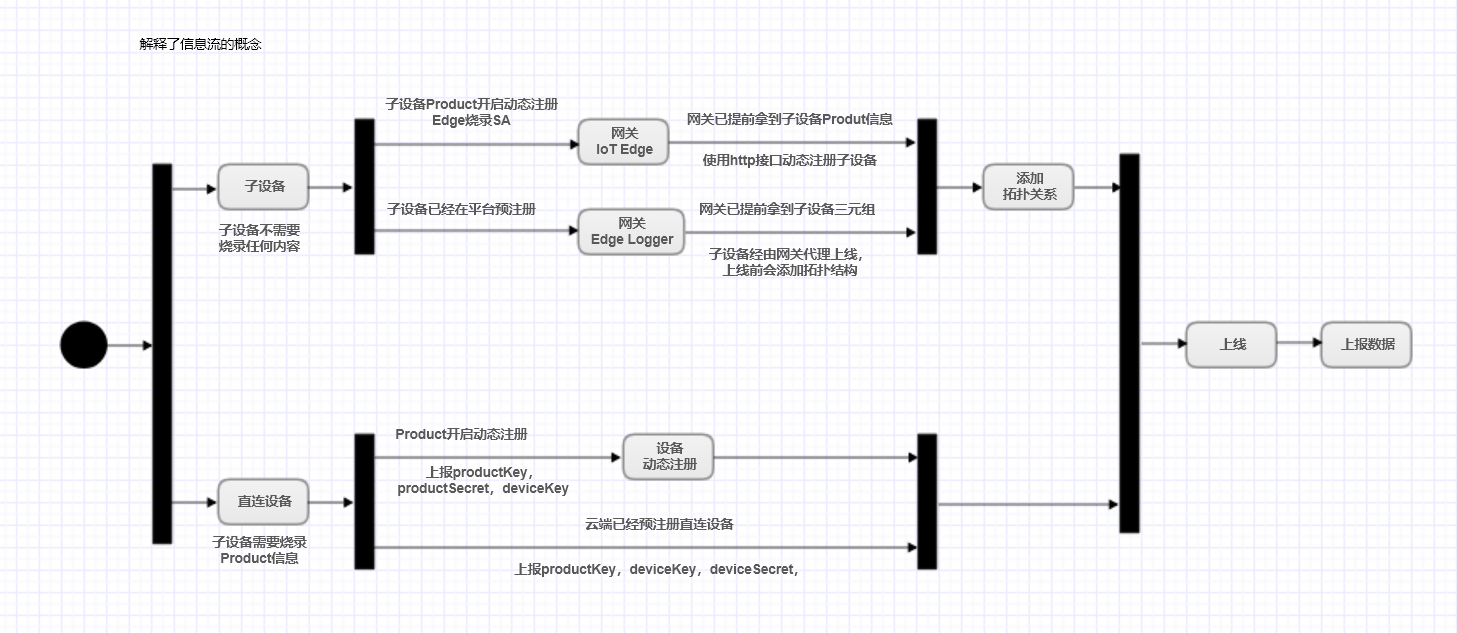 解释了信息流的概念
子设备Product开启动态注册
Edge烧录SA
网关
IoT Edge
网关已提前拿到子设备Produt信息
使用http接口动态注册子设备
子设备
子设备不需要
烧录任何内容
子设备已经在平台预注册
网关
Edge Logger
网关已提前拿到子设备三元组
子设备经由网关代理上线，
上线前会添加拓扑结构
添加
拓扑关系
上线
上报数据
Product开启动态注册
上报productKey，
productSecret，deviceKey
设备
动态注册
直连设备
子设备需要烧录
Product信息
云端已经预注册直连设备
上报productKey，deviceKey，deviceSecret，